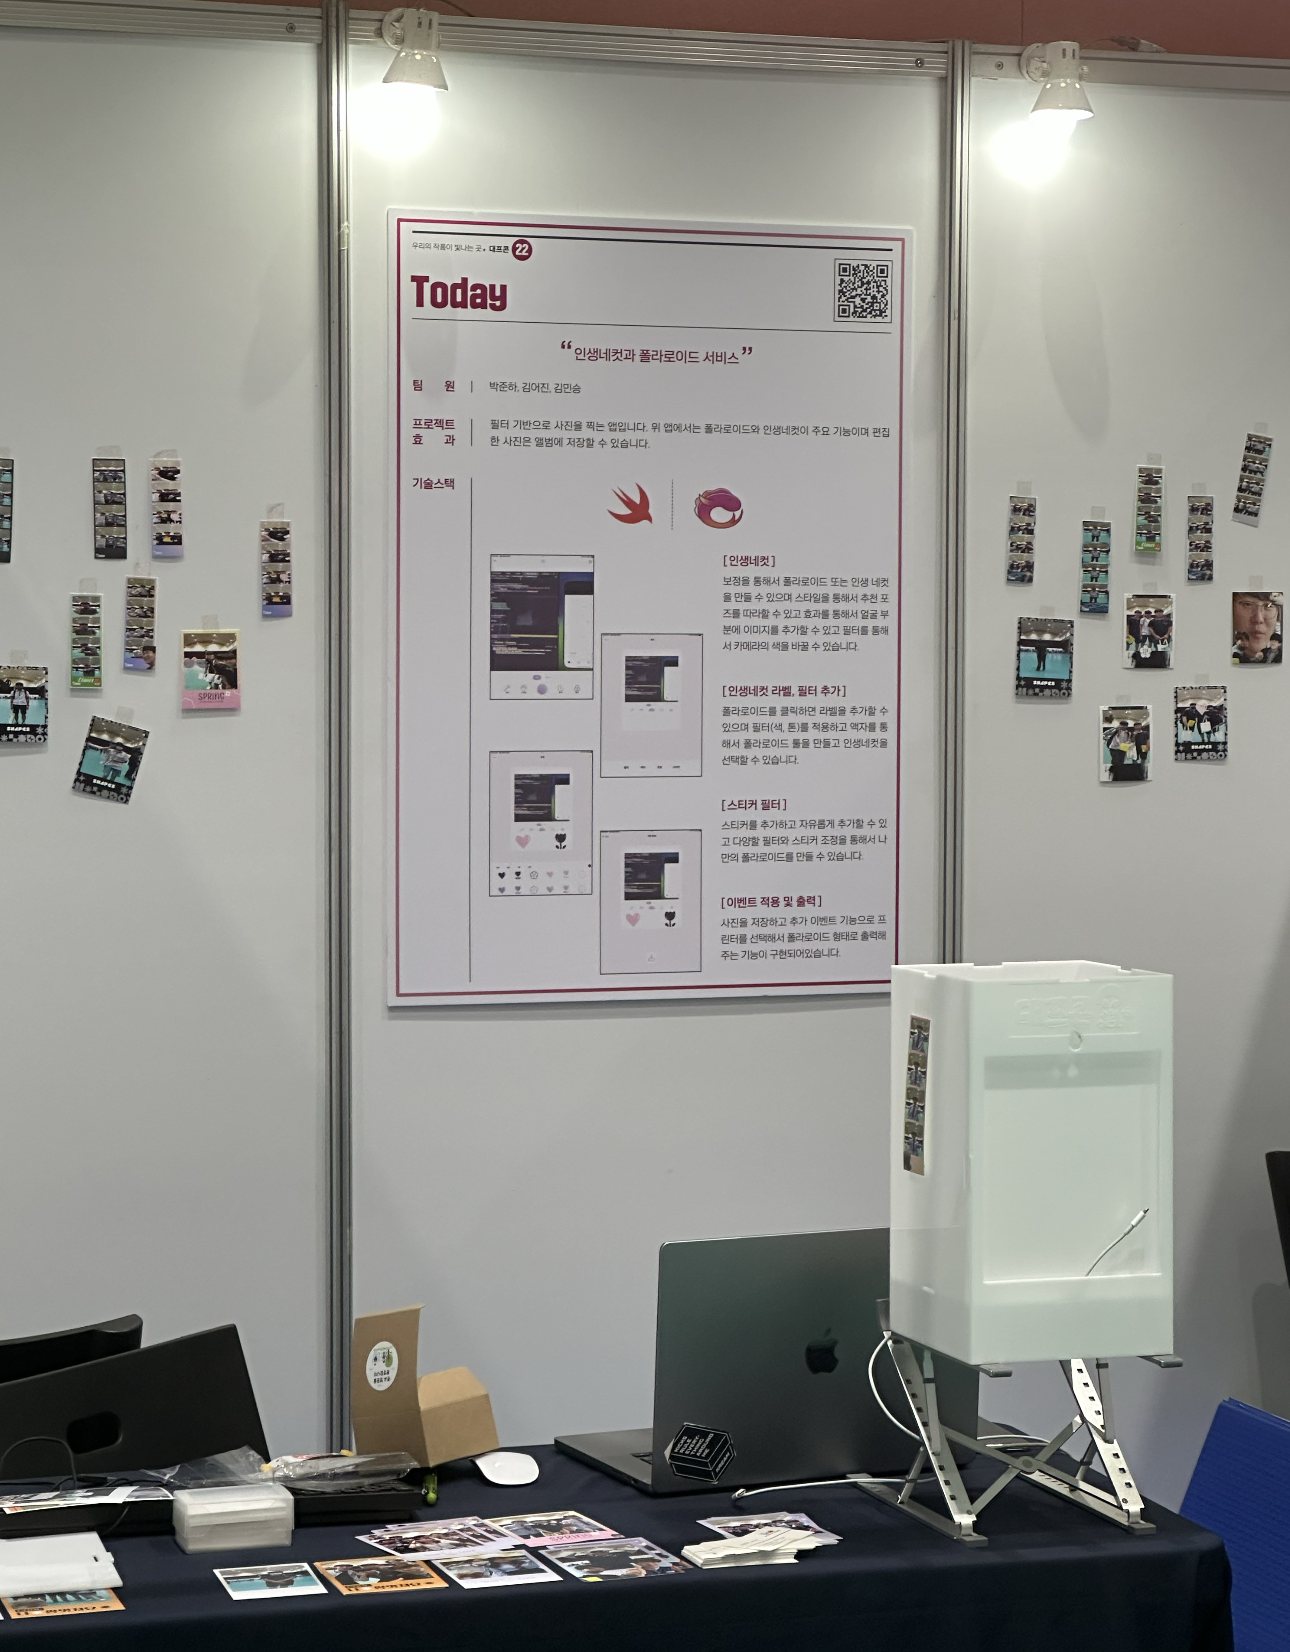 우리의 작품이 빛나는 곳, 대프콘 22
Today
“인생네컷과 폴라로이드 서비스”
팀 원 박준하, 김어진, 김민승
프로젝트 효 과
필터 기반으로 사진을 찍는 앱입니다. 위 앱에서는 폴라로이드와 인생네컷이 주요 기능이며 편집
한 사진은 앨범에 저장할 수 있습니다.
기술스택
[인생네컷]
보정을 통해서 폴라로이드 또는 인생 네컷
을 만들 수 있으며 스타일을 통해서 추천 포
즈를 따라할 수 있고 효과를 통해서 얼굴 부
분에 이미지를 추가할 수 있고 필터를 통해
서 카메라의 색을 바꿀 수 있습니다.
[인생네컷 라벨, 필터 추가]
폴라로이드를 클릭하면 라벨을 추가할 수
있으며 필터(색, 톤)를 적용하고 액자를 통
해서 폴라로이드 틀을 만들고 인생네컷을
선택할 수 있습니다.
[스티커 필터]
스티커를 추가하고 자유롭게 추가할 수 있
고 다양할 필터와 스티커 조정을 통해서 나
만의 폴라로이드를 만들 수 있습니다.
[이벤트 적용 및 출력]
사진을 저장하고 추가 이벤트 기능으로 프
린터를 선택해서 폴라로이드 형태로 출력해
주는 기능이 구현되어있습니다.
SPRING
SHAPES
SHAPES
SHAPES
SHAPES
대프콘
SPRING